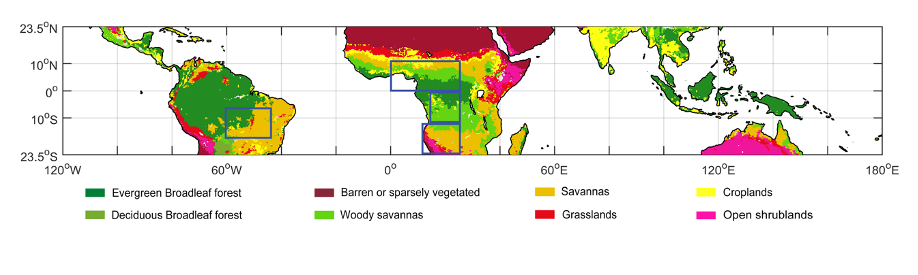 23.5°N
10°N
0°
10°S
23.5°S
120°W 60°W 0° 60°E 120°E 180°E
Evergreen Broadleaf forest Barren or sparsely vegetated Savannas Croplands
Deciduous Broadleaf forest Woody savannas Grasslands Open shrublands